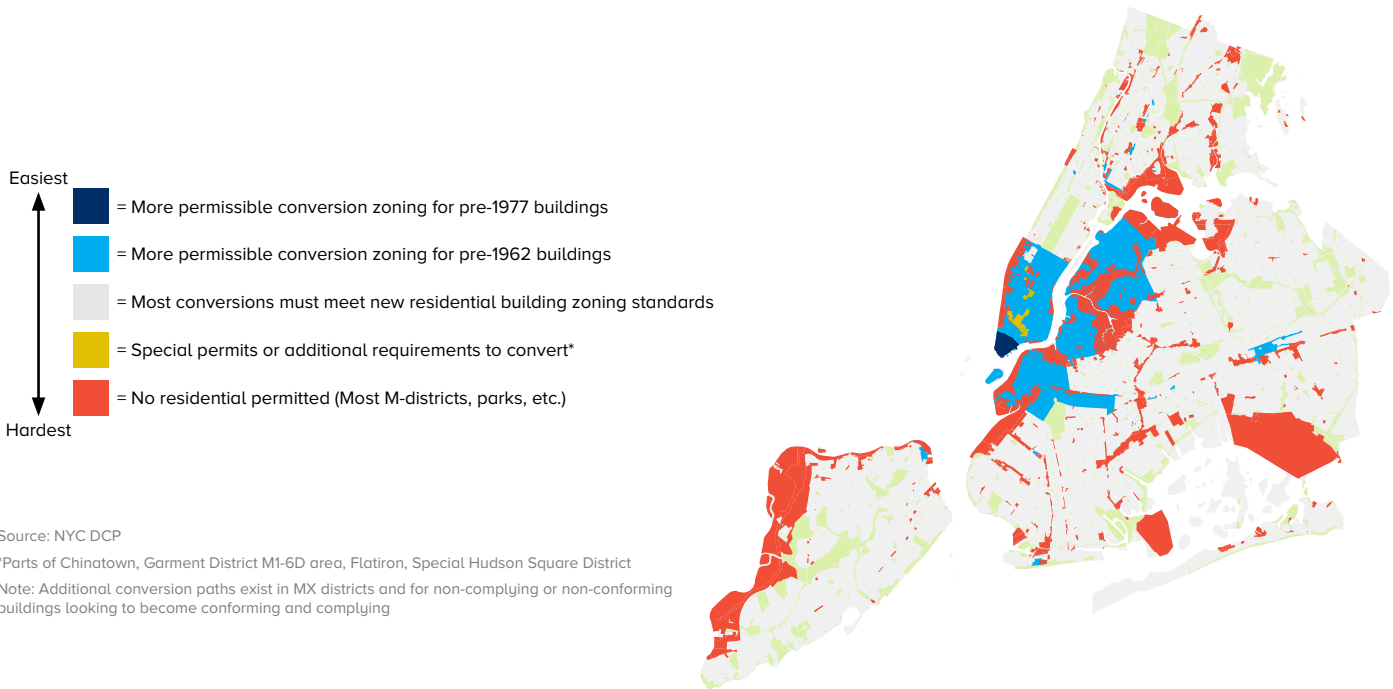 Easiest
= More permissible conversion zoning for pre-1977 buildings
= More permissible conversion zoning for pre-1962 buildings
= Most conversions must meet new residential building zoning standards
= Special permits or additional requirements to convert*
= No residential permitted (Most M-districts, parks, etc.)
Hardest
Source: NYC DCP
*Parts of Chinatown, Garment District M1-6D area, Flatiron, Special Hudson Square District
Note: Additional conversion paths exist in MX districts and for non-complying or non-conforming
buildings looking to become conforming and complying